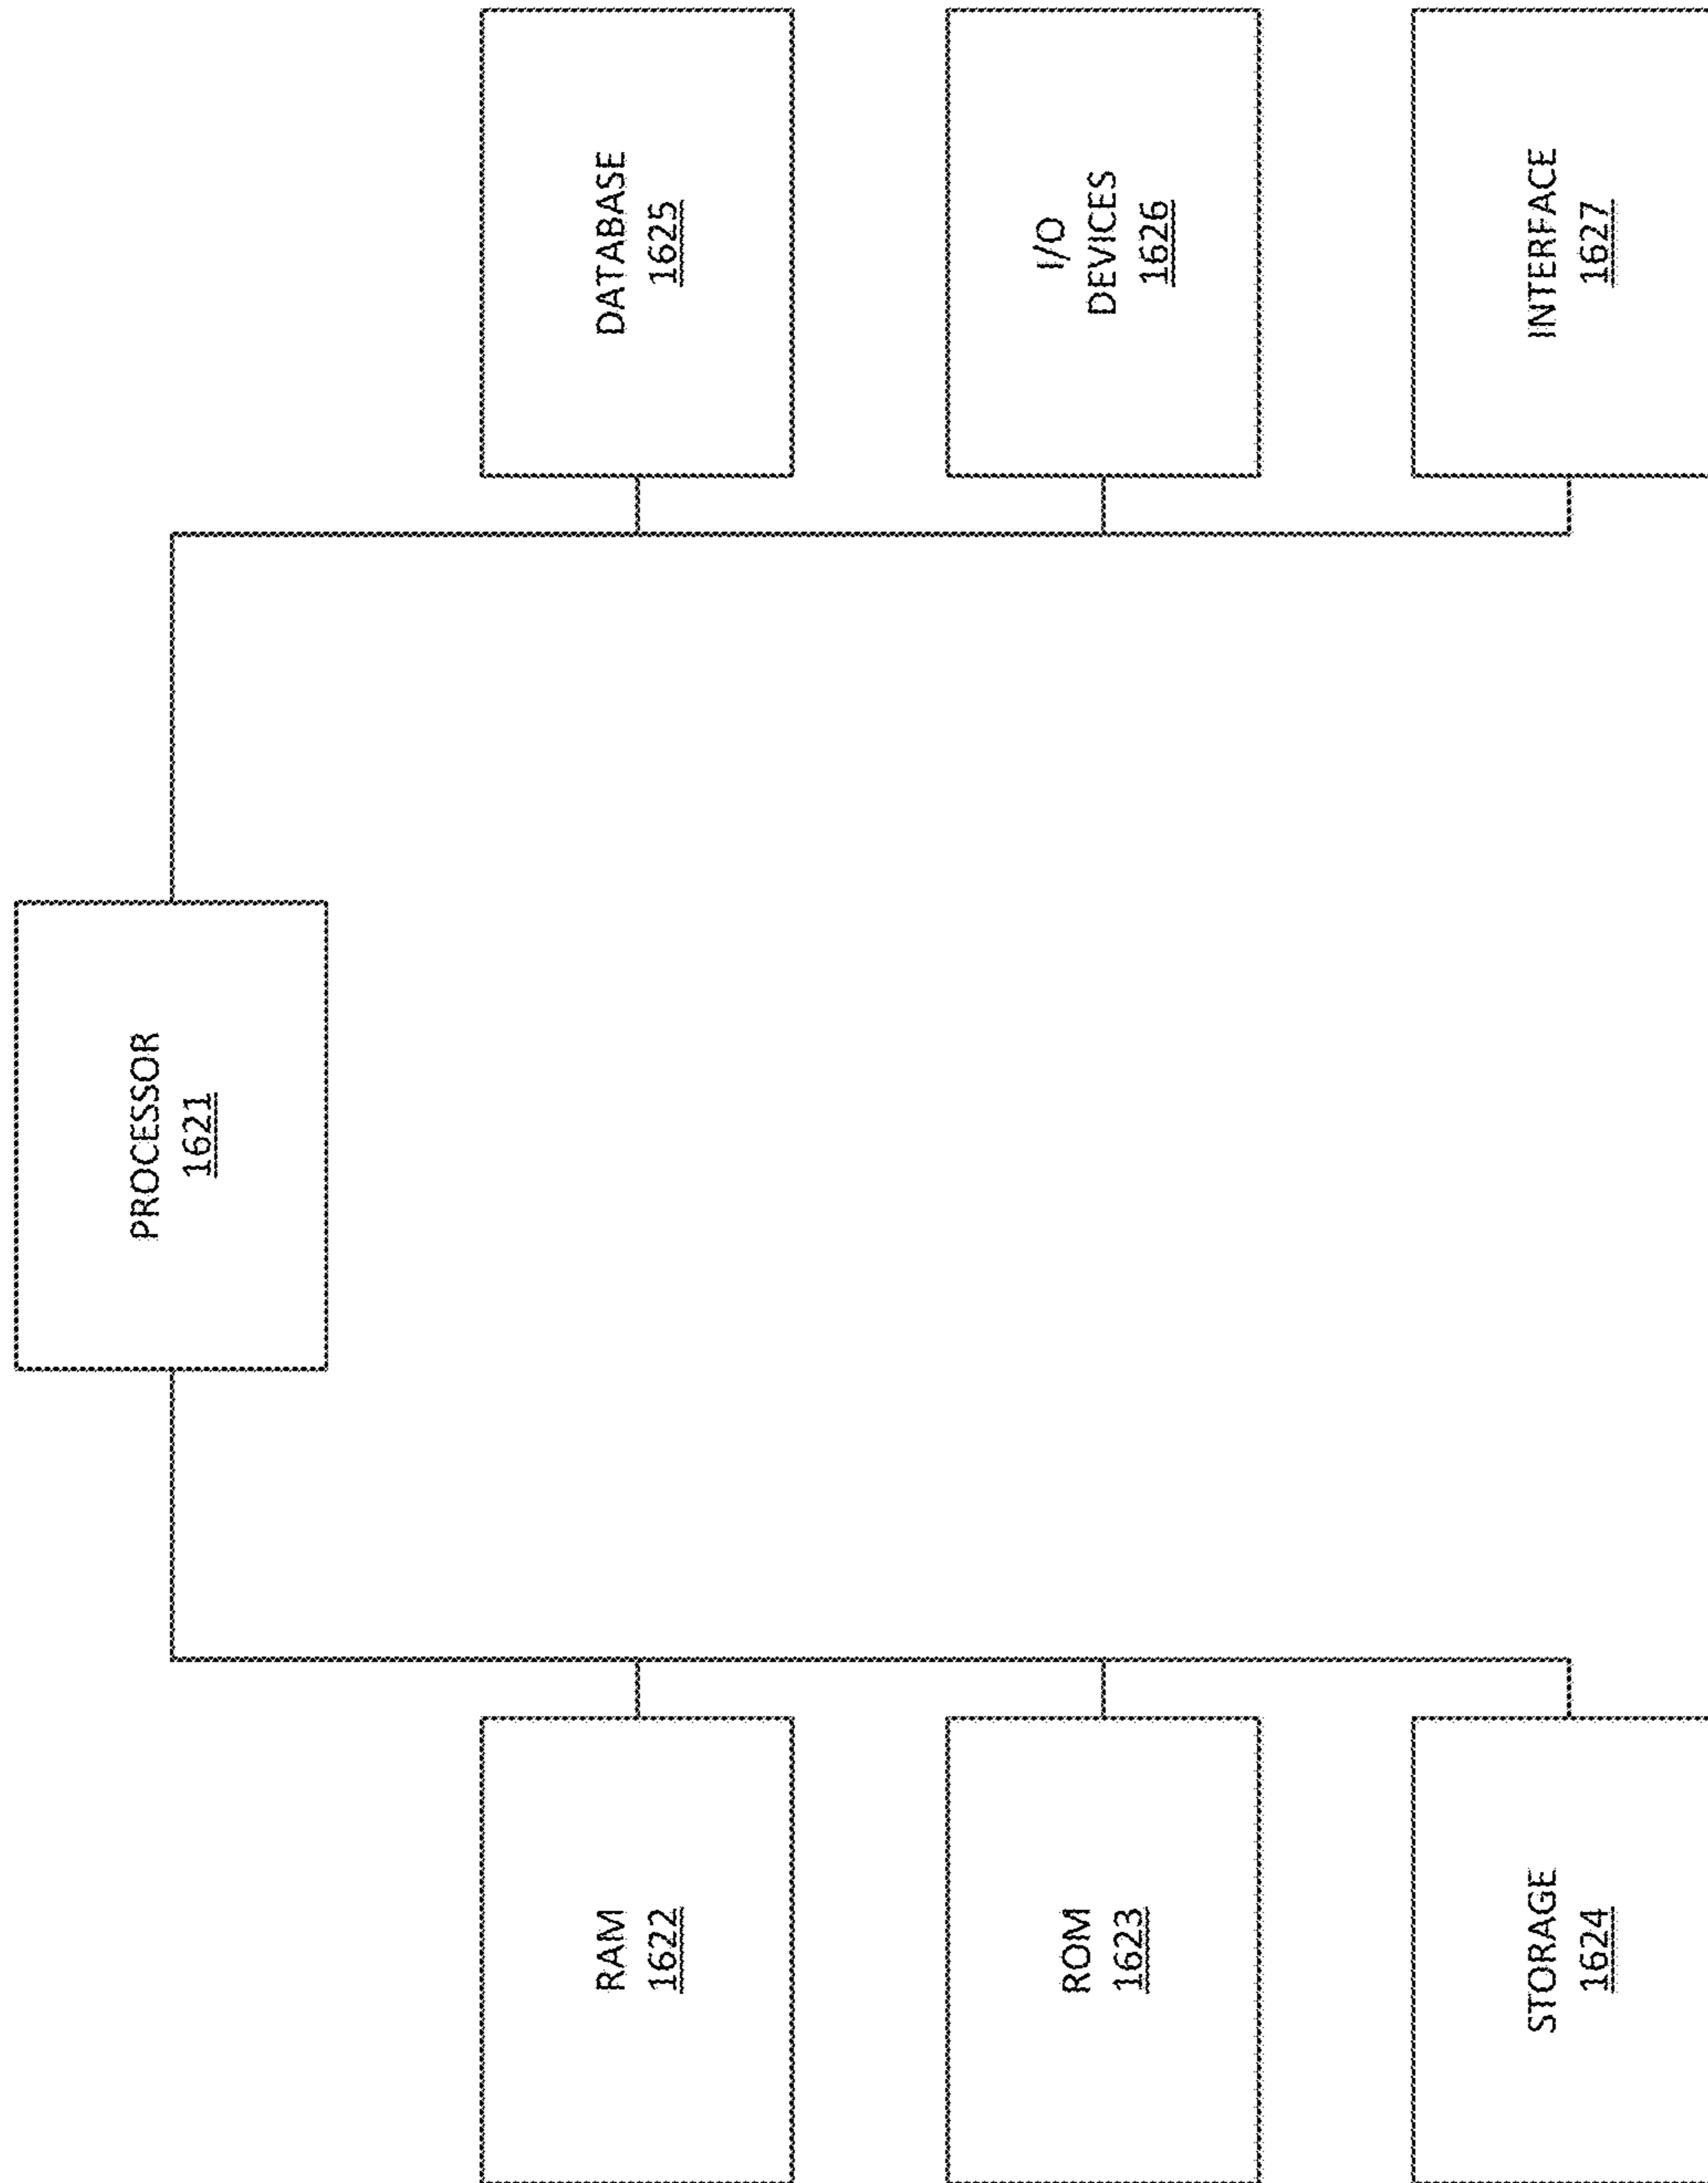 PROCESSOR
1621
RAM
1622
DATABASE
1625
ROM
1623
I/O
DEVICES
1626
STORAGE
1624
INTERFACE
1627